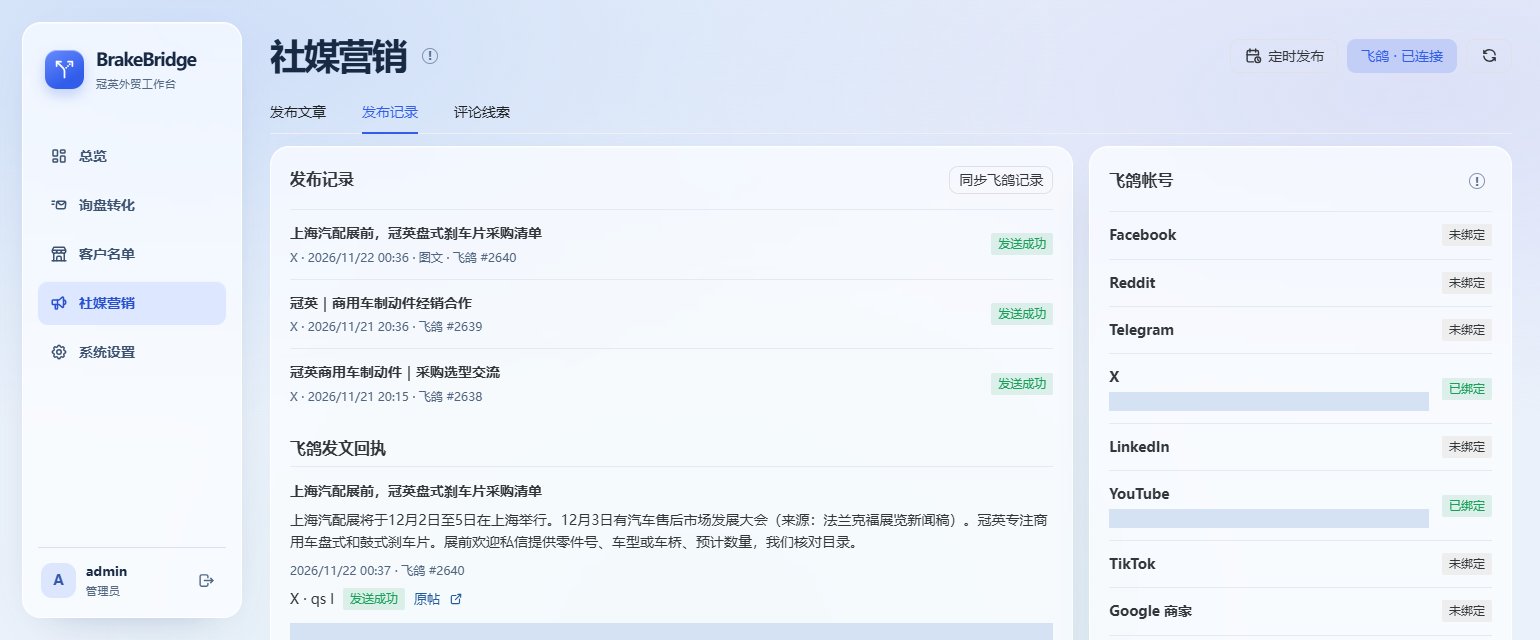 BrakeBridge
冠英外贸工作台
总览
询盘转化
客户名单
社媒营销
系统设置
A
admin
管理员
社媒营销
定时发布
飞鸽 · 已连接
发布文章
发布记录
评论线索
发布记录
同步飞鸽记录
上海汽配展前，冠英盘式刹车片采购清单
X · 2026/11/22 00:36 · 图文 · 飞鸽 #2640
发送成功
冠英｜商用车制动件经销合作
X · 2026/11/21 20:36 · 飞鸽 #2639
发送成功
冠英商用车制动件｜采购选型交流
X · 2026/11/21 20:15 · 飞鸽 #2638
发送成功
飞鸽发文回执
上海汽配展前，冠英盘式刹车片采购清单
上海汽配展将于12月2日至5日在上海举行。12月3日有汽车售后市场发展大会（来源：法兰克福展览新闻稿）。冠英专注商
用车盘式和鼓式刹车片。展前欢迎私信提供零件号、车型或车桥、预计数量，我们核对目录。
2026/11/22 00:37 · 飞鸽 #2640
X · qs l 发送成功 原帖
飞鸽帐号
Facebook 未绑定
Reddit 未绑定
Telegram 未绑定
X 已绑定
LinkedIn 未绑定
YouTube 已绑定
TikTok 未绑定
Google 商家 未绑定